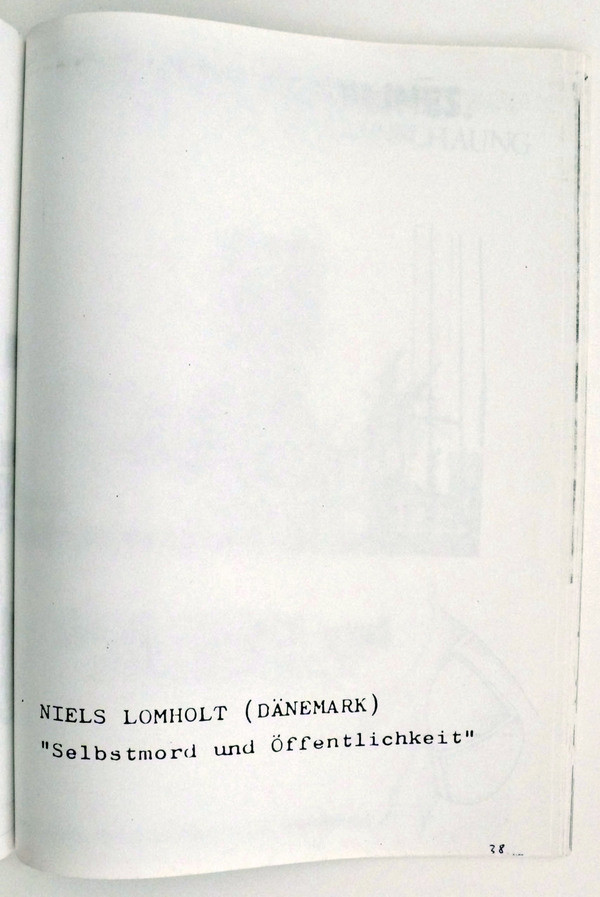 NIELS LOMHOLT (DÄNEMARK)
"Selbstmord und Öffentlichkeit"
38